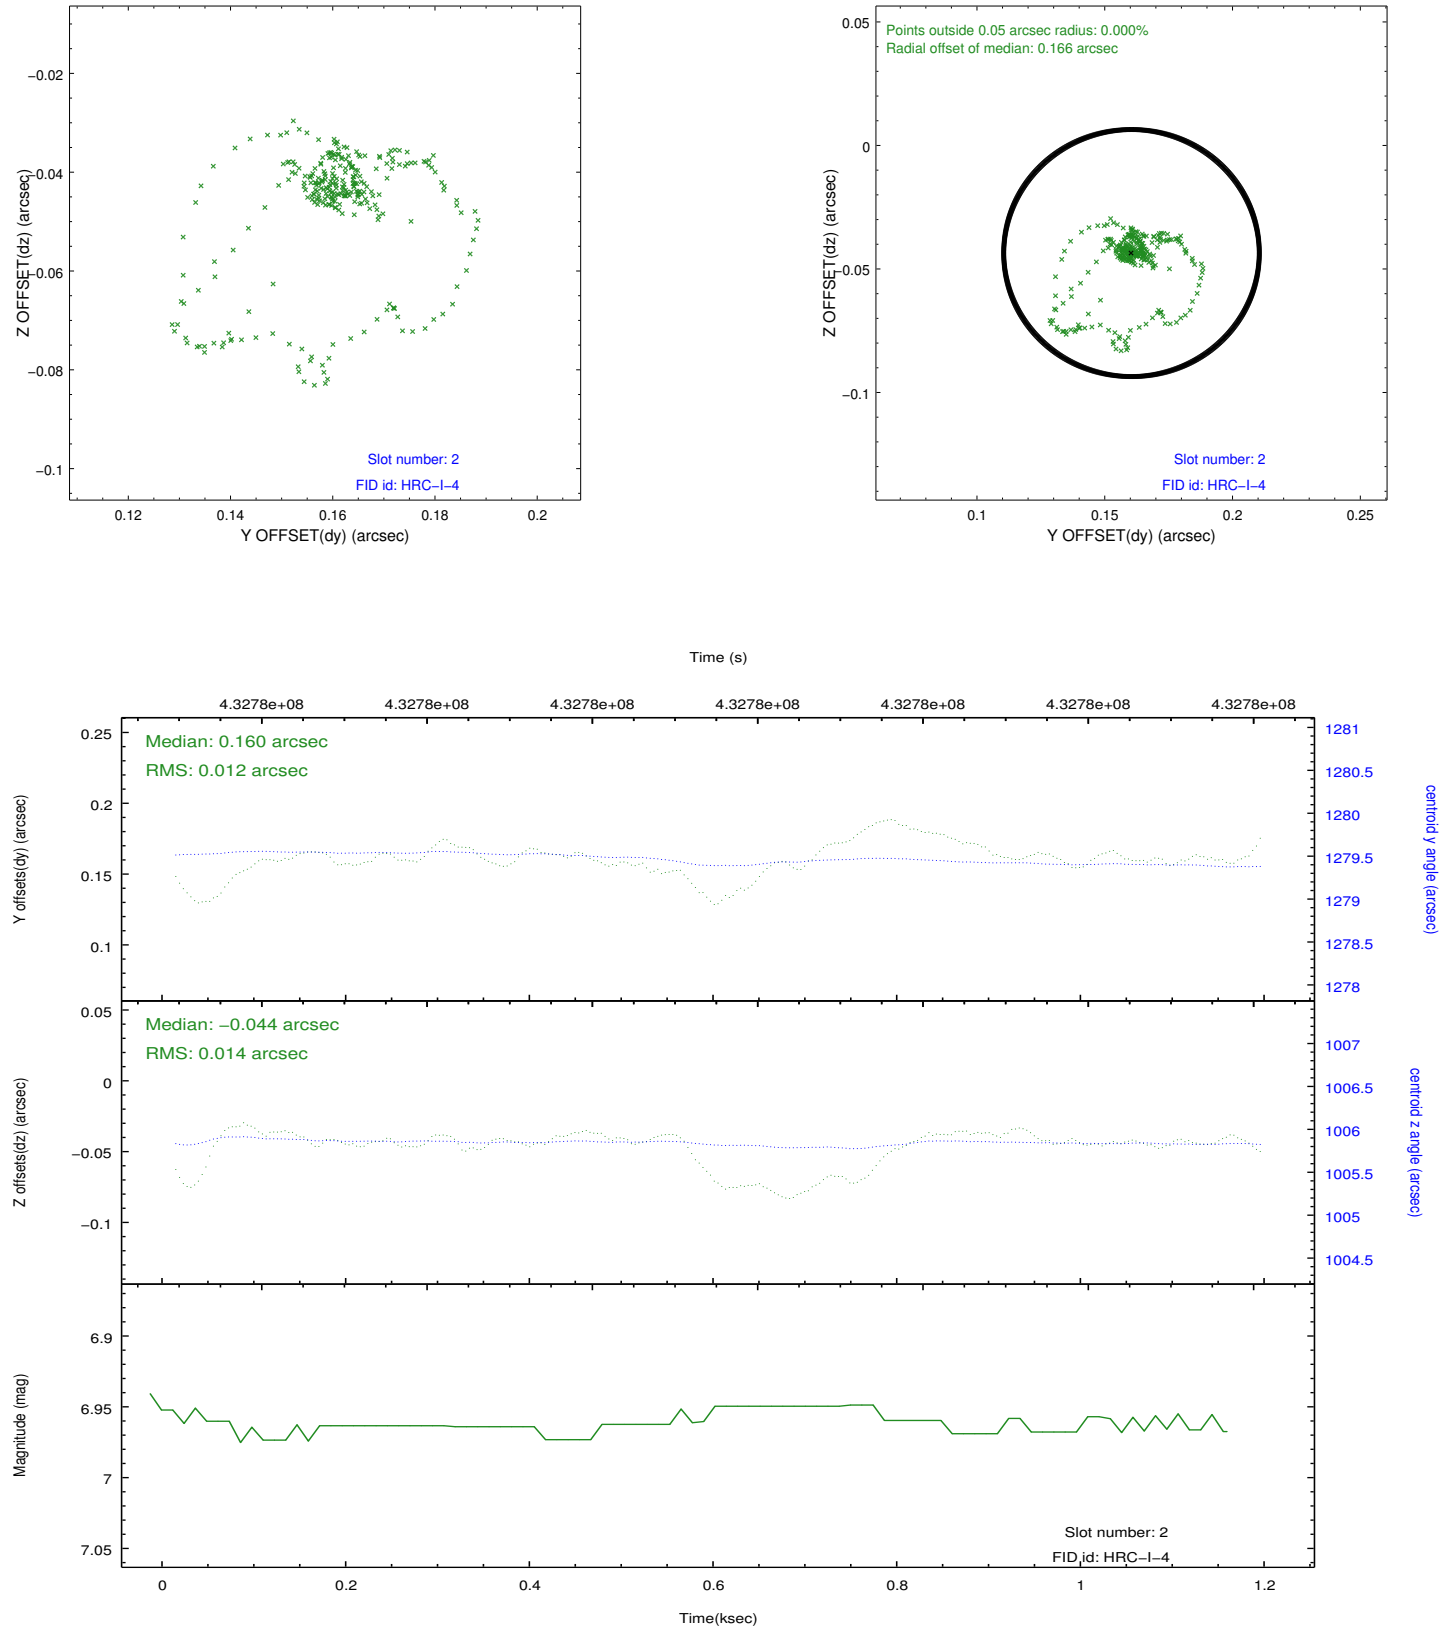 −0.02
−0.04
−0.06
−0.08
−0.1
Z OFFSET(dz) (arcsec)
0.12
0.14
0.16
0.18
0.2
Y OFFSET(dy) (arcsec)
Slot number: 2
FID id: HRC−I−4
Points outside 0.05 arcsec radius: 0.000%
Radial offset of median: 0.166 arcsec
0.05
0
−0.05
−0.1
Z OFFSET(dz) (arcsec)
0.1
0.15
0.2
0.25
Y OFFSET(dy) (arcsec)
Slot number: 2
FID id: HRC−I−4
Time (s)
4.3278e+08
4.3278e+08
4.3278e+08
4.3278e+08
4.3278e+08
4.3278e+08
4.3278e+08
Median: 0.160 arcsec
RMS: 0.012 arcsec
0.25
0.2
0.15
0.1
Y offsets(dy) (arcsec)
1281
1280.5
1280
1279.5
1279
1278.5
1278
centroid y angle (arcsec)
Median: −0.044 arcsec
RMS: 0.014 arcsec
0.05
0
−0.05
−0.1
Z offsets(dz) (arcsec)
1007
1006.5
1006
1005.5
1005
1004.5
centroid z angle (arcsec)
6.9
6.95
7
7.05
Magnitude (mag)
Slot number: 2
FID id: HRC−I−4
0
0.2
0.4
0.6
0.8
1
1.2
Time(ksec)